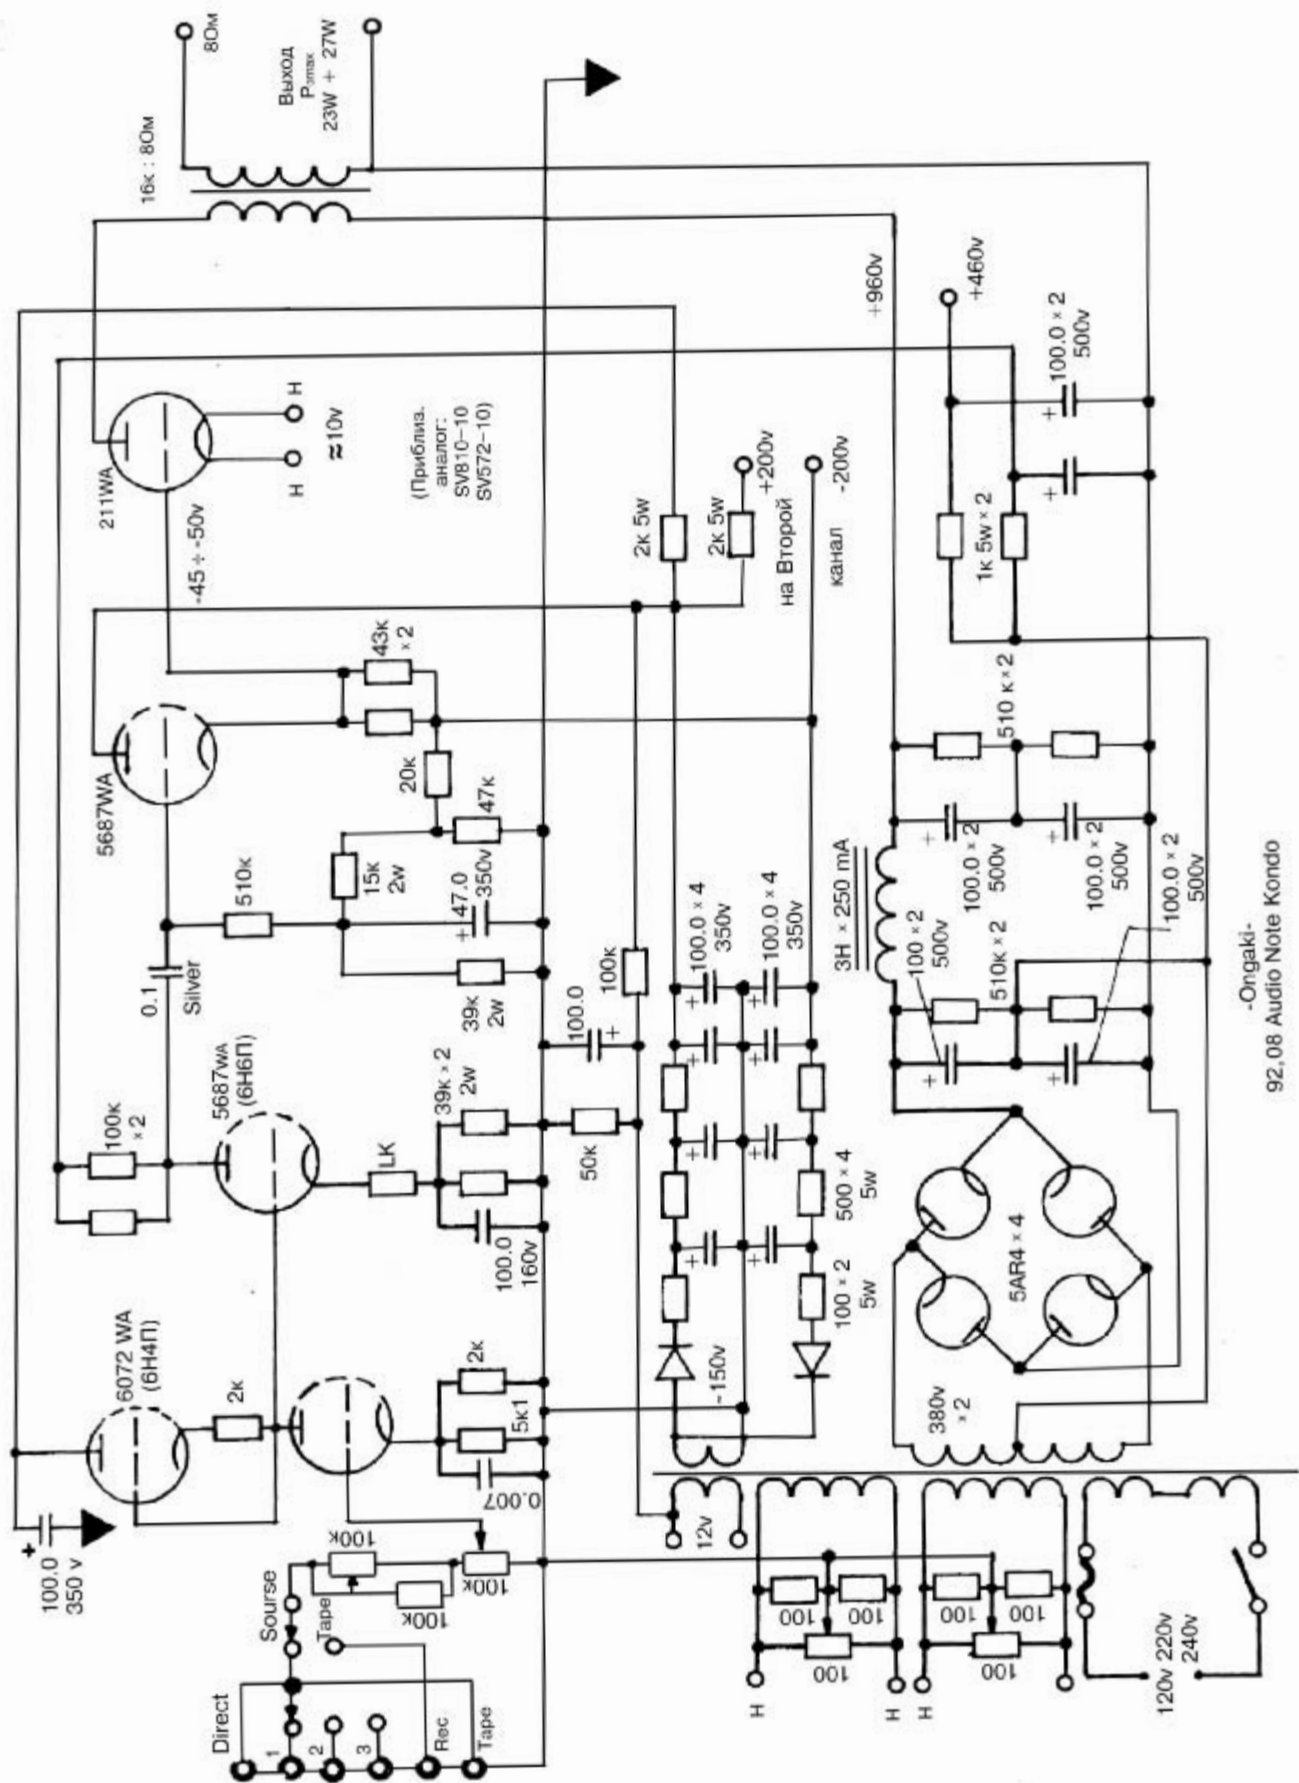 8Ом
Выход
Pэmax
23W + 27W
16к : 8Ом
211WA
H
H
≈10v
(Приблиз.
аналог:
SV810-10
SV572-10)
-45 ÷ -50v
+960v
+460v
100.0 × 2
500v
2к 5w
2к 5w
+200v
на Второй
канал
-200v
1к 5w × 2
5687WA
43к
× 2
20к
47к
15к
2w
47.0
350v
510к
39к
2w
0.1
Silver
100.0
100к
100.0 × 4
350v
100.0 × 4
350v
3H × 250 mA
510 к × 2
100.0 × 2
500v
100.0 × 2
500v
100.0 × 2
500v
100 × 2
500v
510к × 2
100к
× 2
5687WA
(6Н6П)
LK
39к × 2
2w
100.0
160v
50к
500 × 4
5w
100 × 2
5w
5AR4 × 4
6072 WA
(6Н4П)
2к
2к
5к1
0.007
~150v
380v
× 2
100.0
350 v
100к
100к
100к
12v
Sourse
Tape
Direct
1
2
3
Rec
Tape
100
100
100
100
100
100
H
H
H
120v 220v
240v
-Ongaki-
92,08 Audio Note Kondo